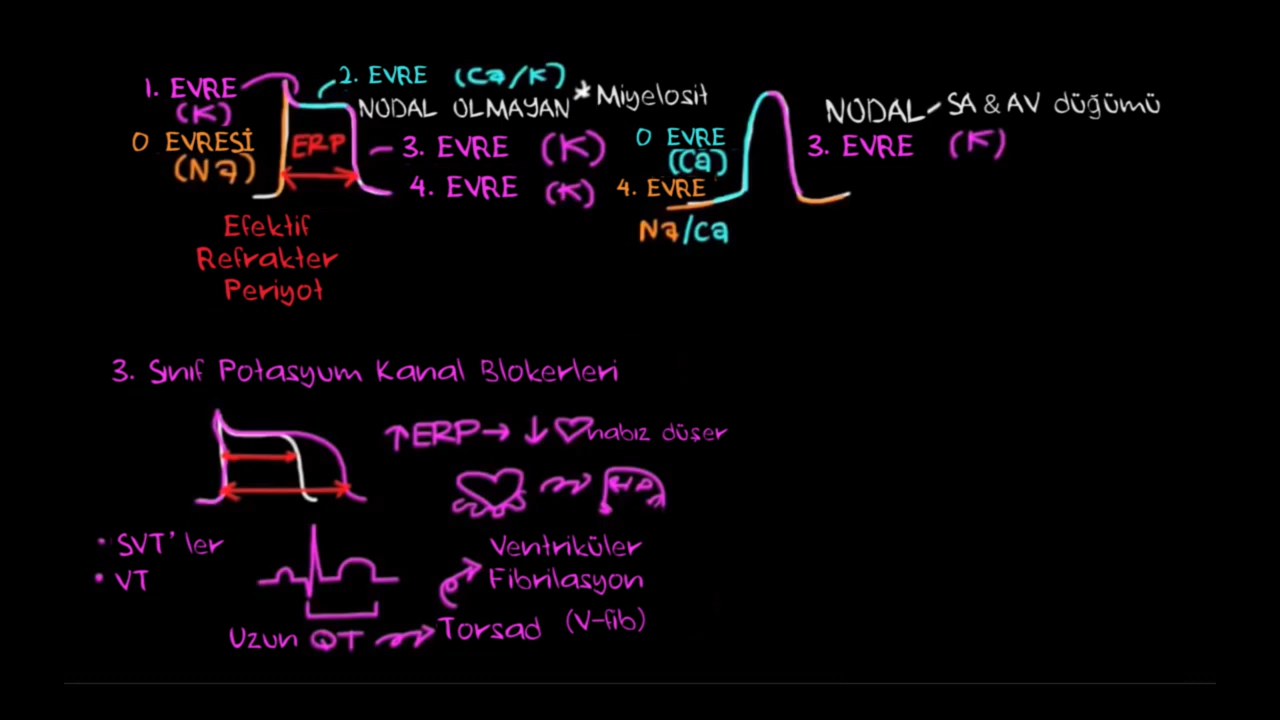 1. EVRE
(K)
0 EVRESİ
(Na)
ERP
2. EVRE (Ca/K)
NODAL OLMAYAN * Miyelosit
3. EVRE (K)
4. EVRE (K)
Efektif
Refrakter
Periyot
0 EVRE
(Ca)
4. EVRE
Na/Ca
NODAL - SA & AV düğümü
3. EVRE (K)
3. Sınıf Potasyum Kanal Blokerleri
↑ERP→ ↓ nabız düşer
• SVT'ler
• VT
Uzun QT
Torsad (V-fib)
Ventriküler
Fibrilasyon